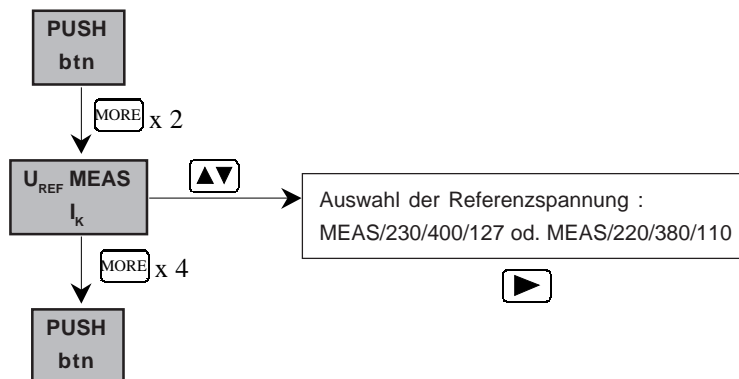 PUSH
btn
MORE x 2
U_REF MEAS
I_K
▲▼
Auswahl der Referenzspannung :
MEAS/230/400/127 od. MEAS/220/380/110
▶
MORE x 4
PUSH
btn